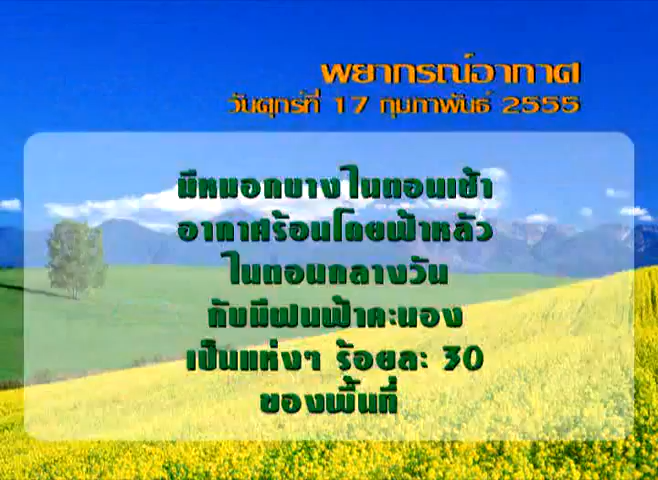 พยากรณ์อากาศ
วันศุกร์ที่ 17 กุมภาพันธ์ 2555
มีหมอกบางในตอนเช้า
อากาศร้อนโดยฟ้าหลัว
ในตอนกลางวัน
กับมีฝนฟ้าคะนอง
เป็นแห่งๆ ร้อยละ 30
ของพื้นที่